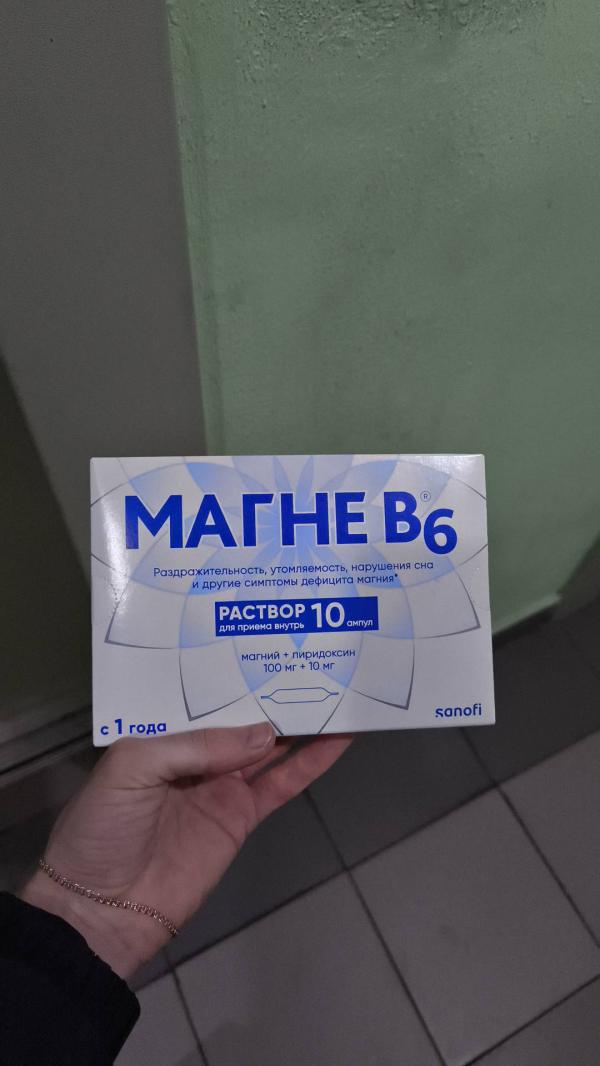 МАГНЕ B6®
Раздражительность, утомляемость, нарушения сна
и другие симптомы дефицита магния*
РАСТВОР 10 ампул
для приема внутрь
магний + пиридоксин
100 мг + 10 мг
sanofi
с 1 года